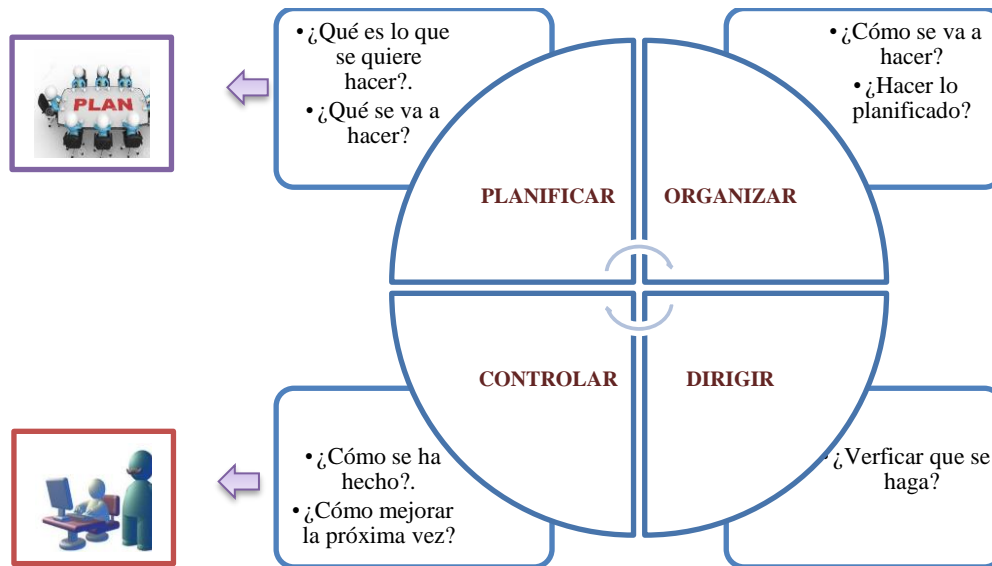 • ¿Qué es lo que
se quiere
hacer?.
• ¿Qué se va a
hacer?
• ¿Cómo se va a
hacer?
• ¿Hacer lo
planificado?
PLAN
PLANIFICAR
ORGANIZAR
CONTROLAR
DIRIGIR
• ¿Cómo se ha
hecho?.
• ¿Cómo mejorar
la próxima vez?
• ¿Verficar que se
haga?